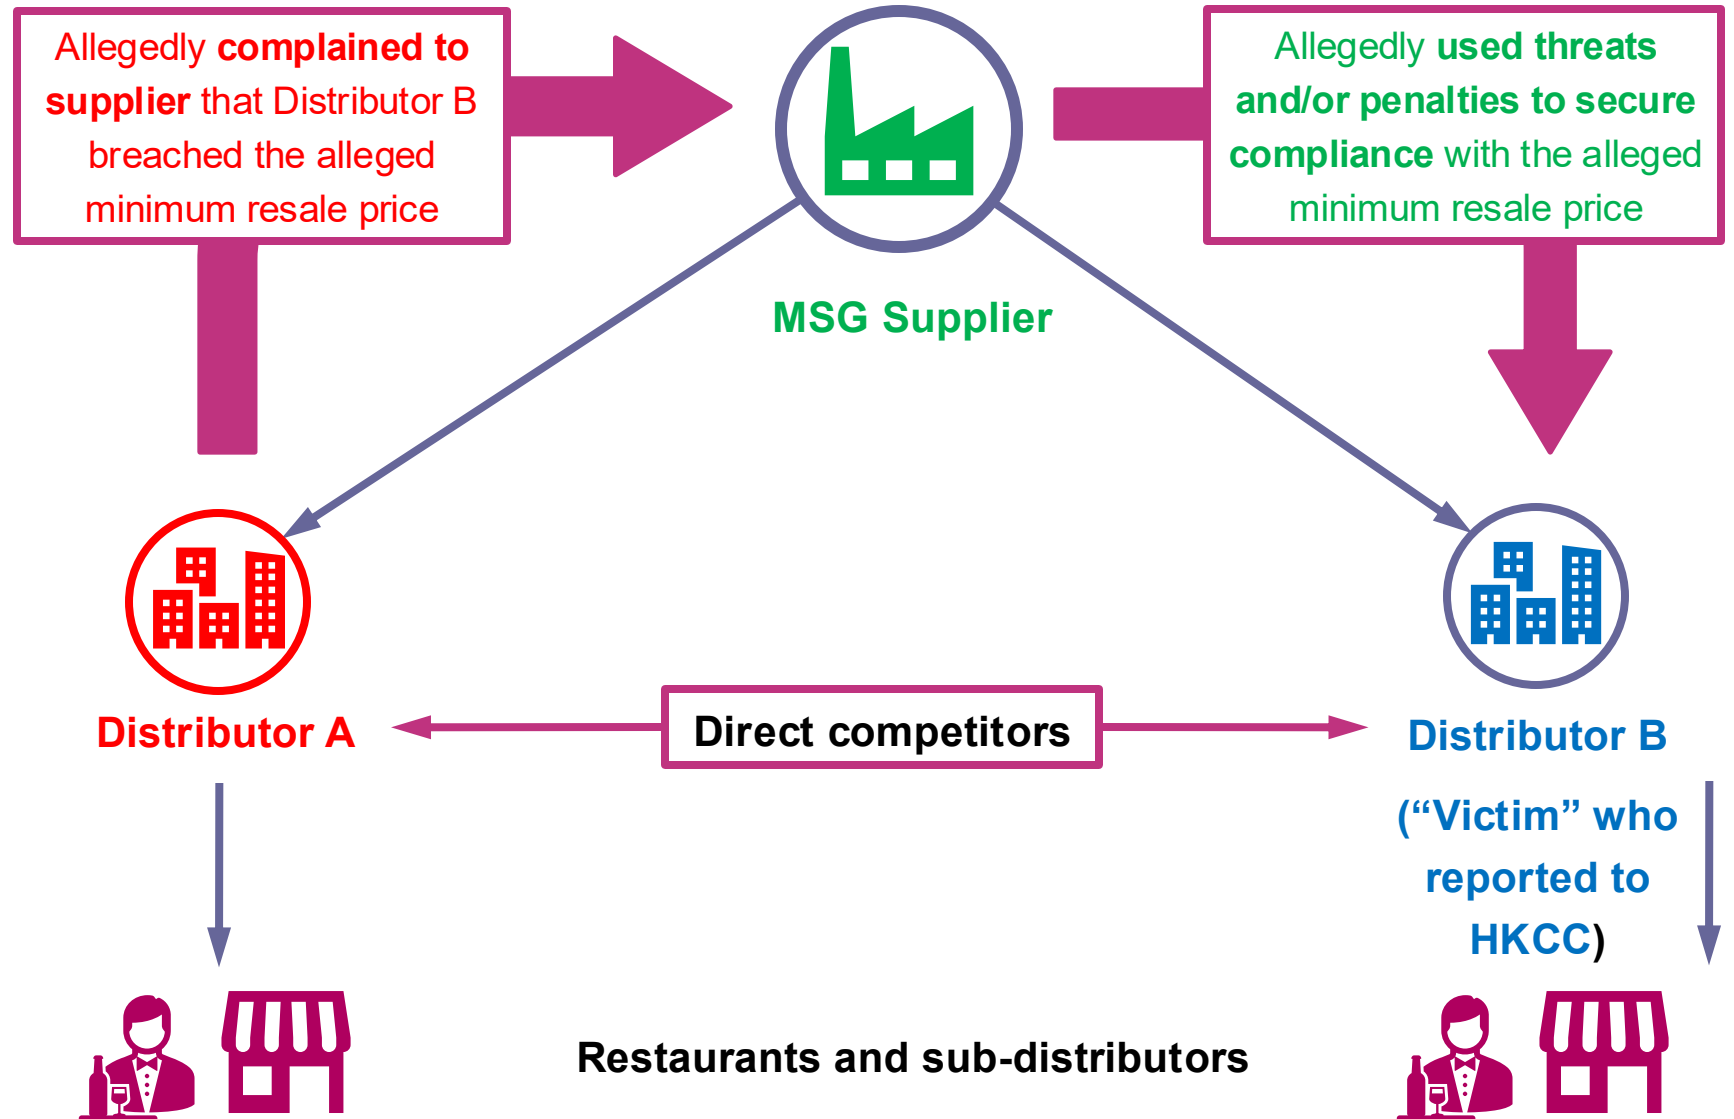 Allegedly complained to
supplier that Distributor B
breached the alleged
minimum resale price
Allegedly used threats
and/or penalties to secure
compliance with the alleged
minimum resale price
MSG Supplier
Distributor A
Direct competitors
Distributor B
(“Victim” who
reported to
HKCC)
Restaurants and sub-distributors